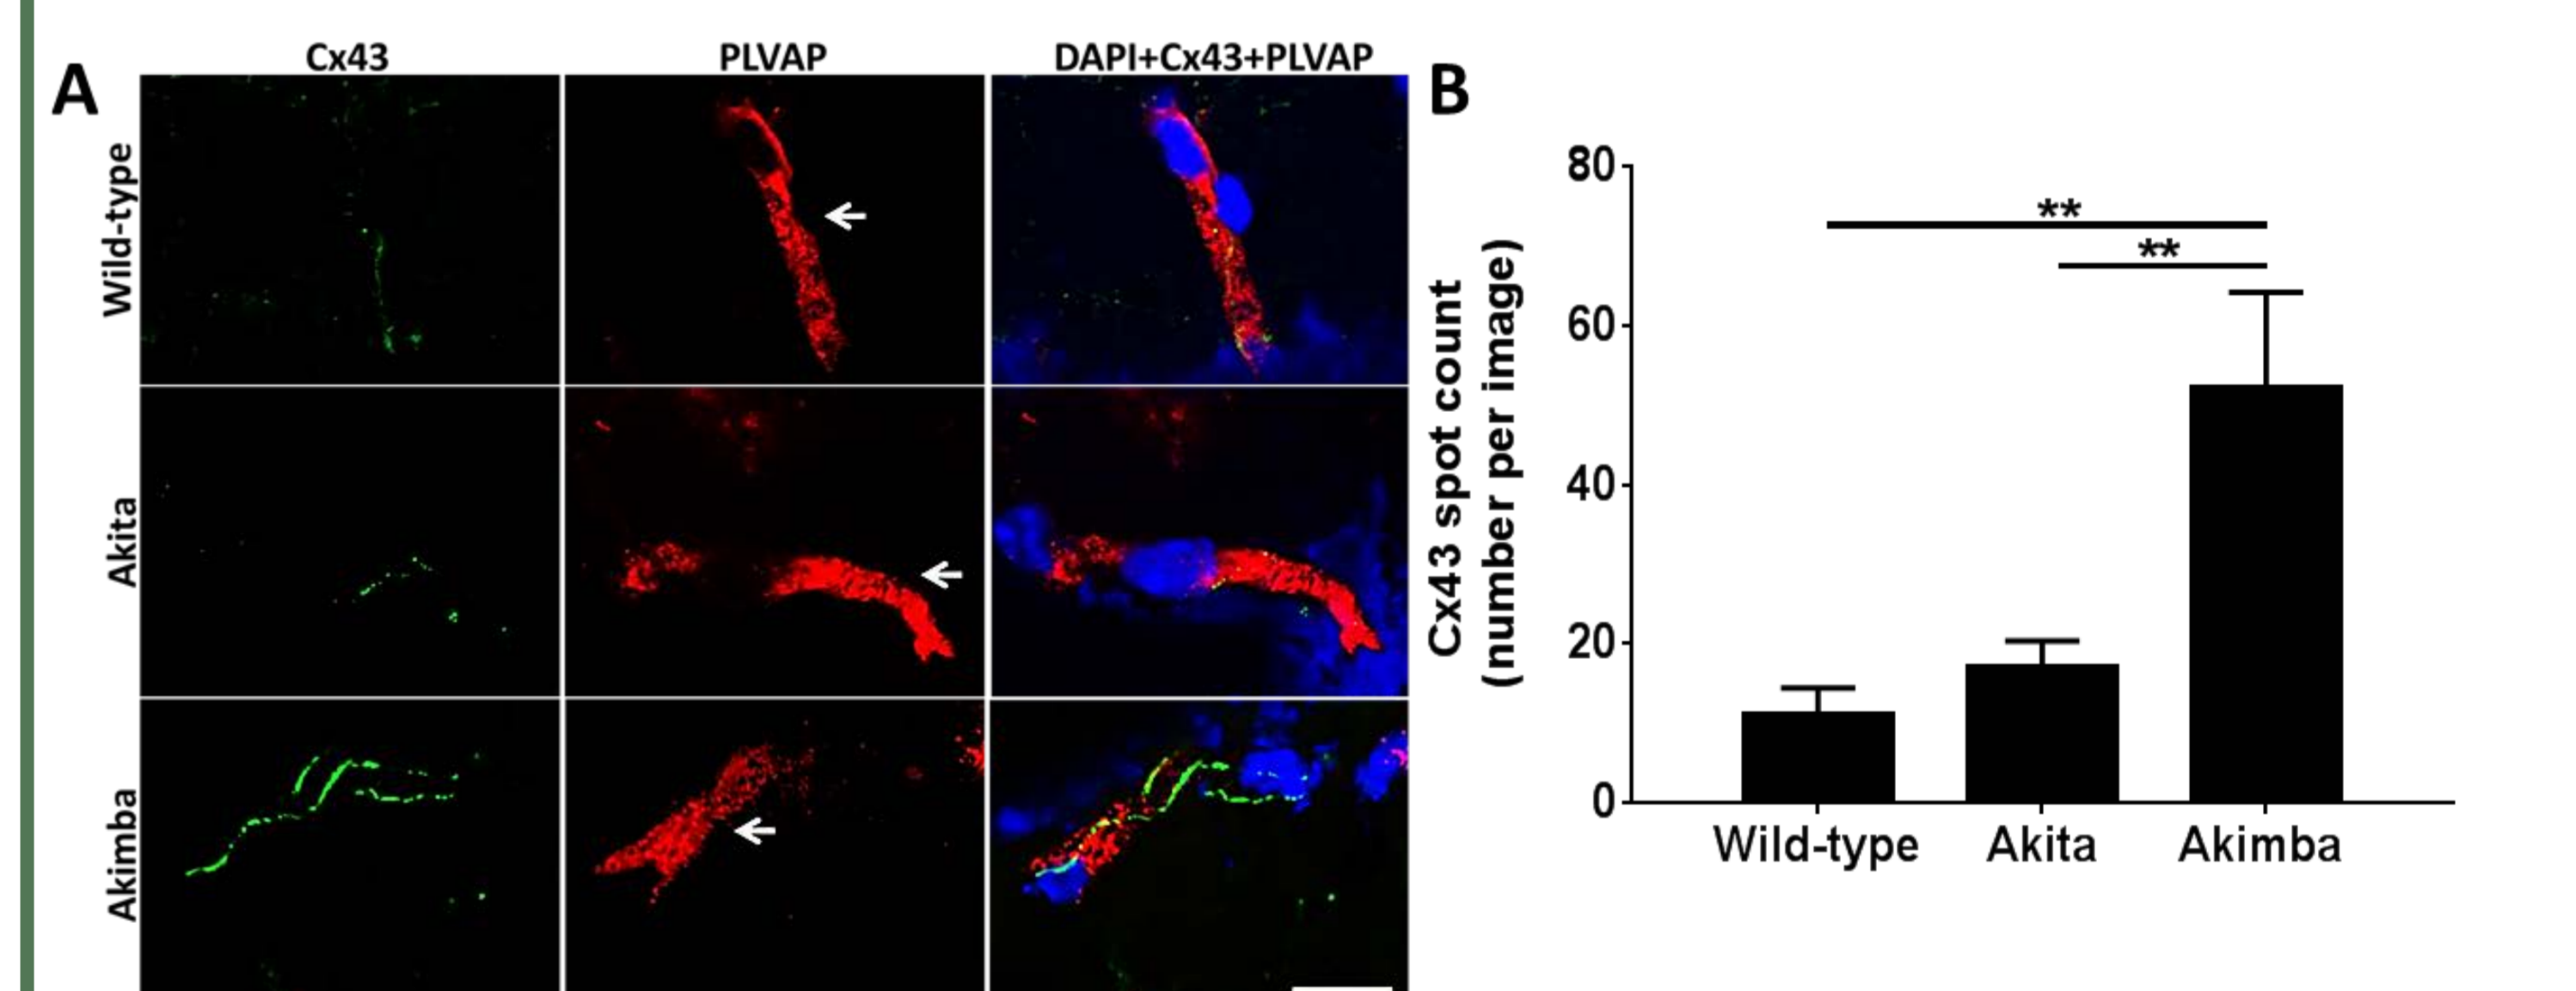 A
Cx43
PLVAP
DAPI+Cx43+PLVAP
Wild-type
Akita
Akimba
B
Cx43 spot count
(number per image)
80
60
40
20
0
**
**
Wild-type
Akita
Akimba